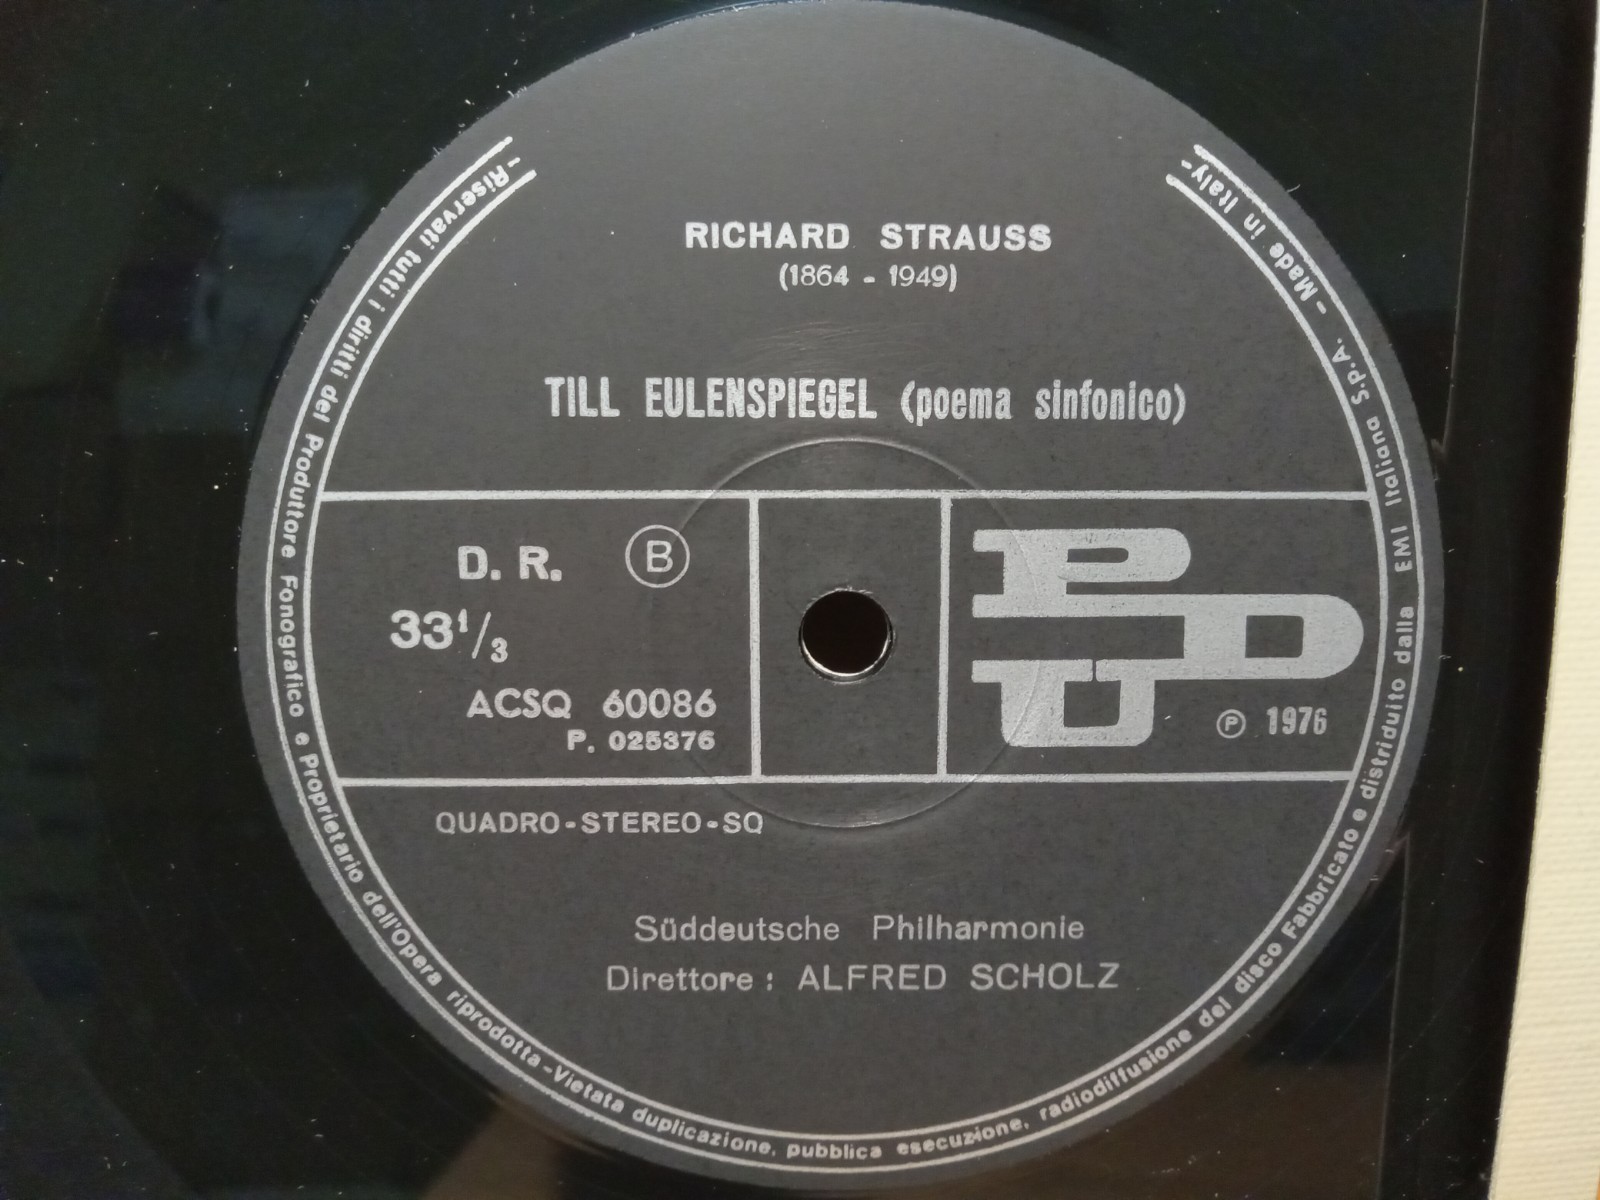 RICHARD STRAUSS
(1864 - 1949)
TILL EULENSPIEGEL (poema sinfonico)
D. R. B
33 1/3
ACSQ 60086
P. 025376
PDU
℗ 1976
QUADRO-STEREO-SQ
Süddeutsche Philharmonie
Direttore : ALFRED SCHOLZ
-Riservati tutti i diritti del Produttore Fonografico e Proprietario dell'Opera riprodotta-Vietata duplicazione, pubblica esecuzione, radiodiffusione del disco Fabbricato e distriduito dalla EMI Italiana S.p.A. - Made in Italy-